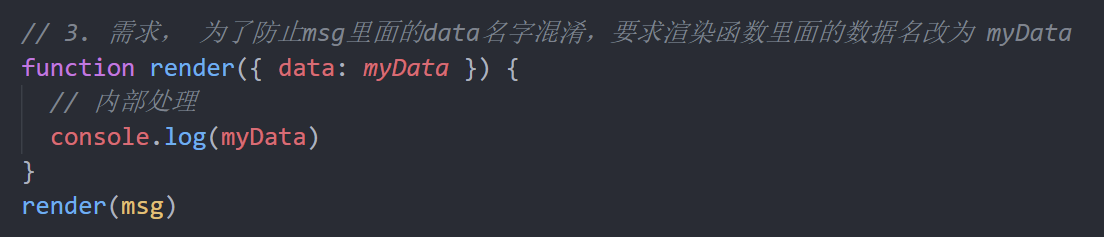 // 3. 需求， 为了防止msg里面的data名字混淆，要求渲染函数里面的数据名改为 myData
function render({ data: myData }) {
  // 内部处理
  console.log(myData)
}
render(msg)